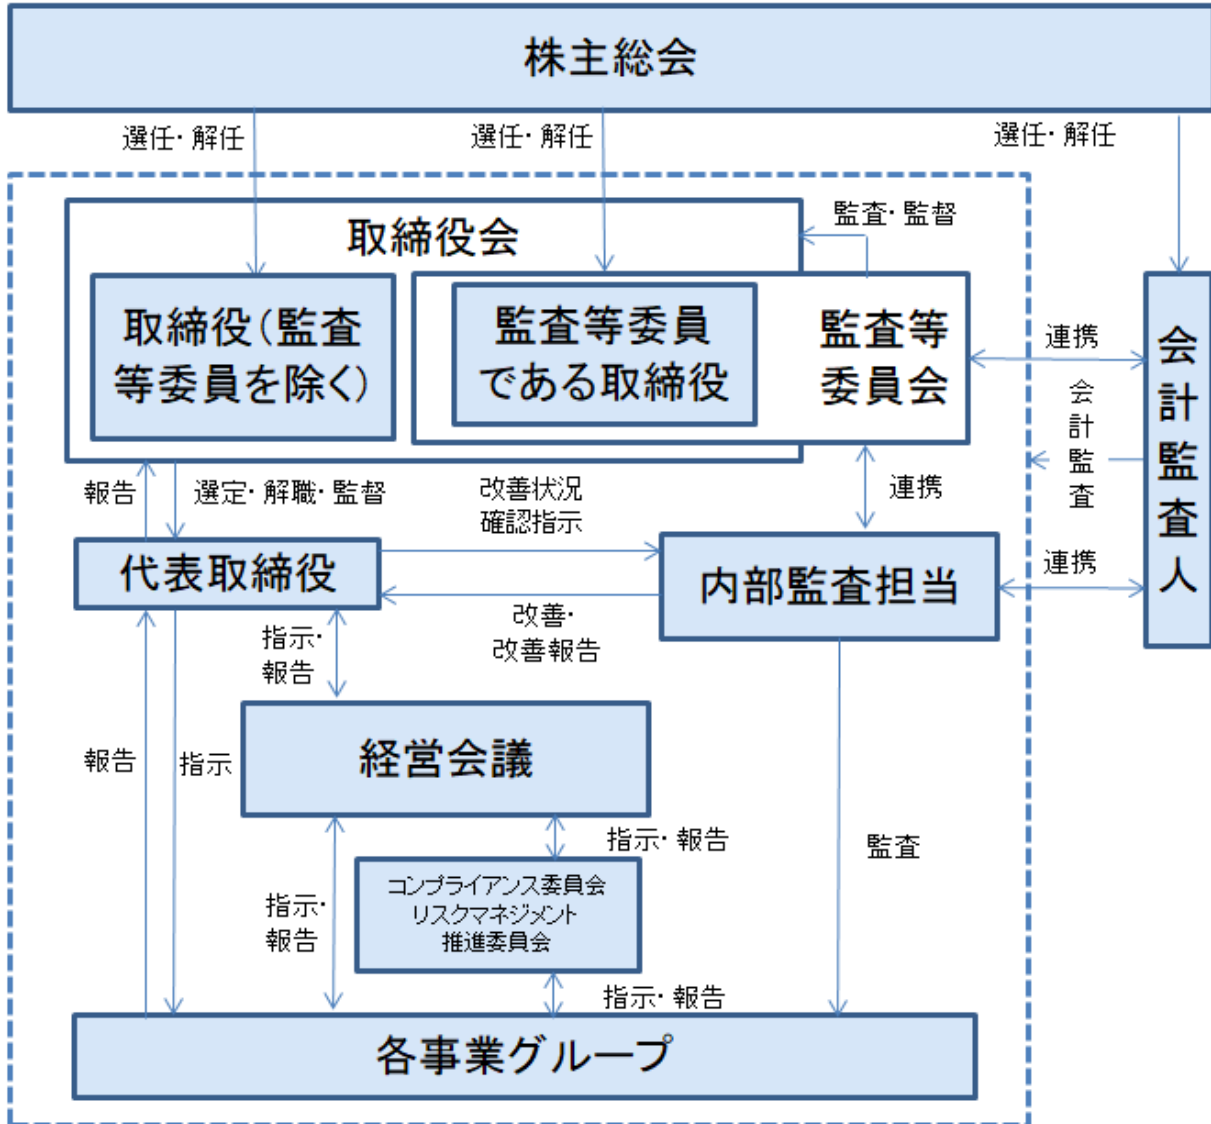 株主総会
選任・解任
選任・解任
選任・解任
取締役会
監査・監督
取締役(監査
等委員を除く)
監査等委員
である取締役
監査等
委員会
連携
会計監査人
会計監査
報告
選定・解職・監督
改善状況
確認指示
連携
代表取締役
内部監査担当
連携
改善・
改善報告
指示・
報告
経営会議
報告
指示
指示・報告
監査
コンプライアンス委員会
リスクマネジメント
推進委員会
指示・
報告
指示・報告
各事業グループ